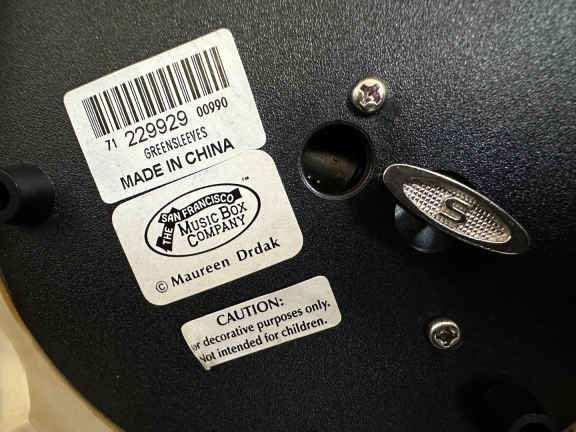 71 229929 00990
GREENSLEEVES
MADE IN CHINA
THE SAN FRANCISCO
MUSIC BOX
COMPANY ™
© Maureen Drdak
CAUTION:
or decorative purposes only.
Not intended for children.
S